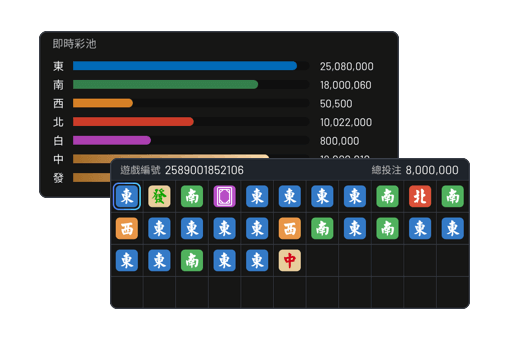 即時彩池
東 25,080,000
南 18,000,060
西 50,500
北 10,022,000
白 800,000
中
發
遊戲編號 2589001852106 總投注 8,000,000
東 發 南 東 東 東 東 南 北 南
西 東 東 東 東 西 南 東 南 東 東
東 東 南 東 東 中